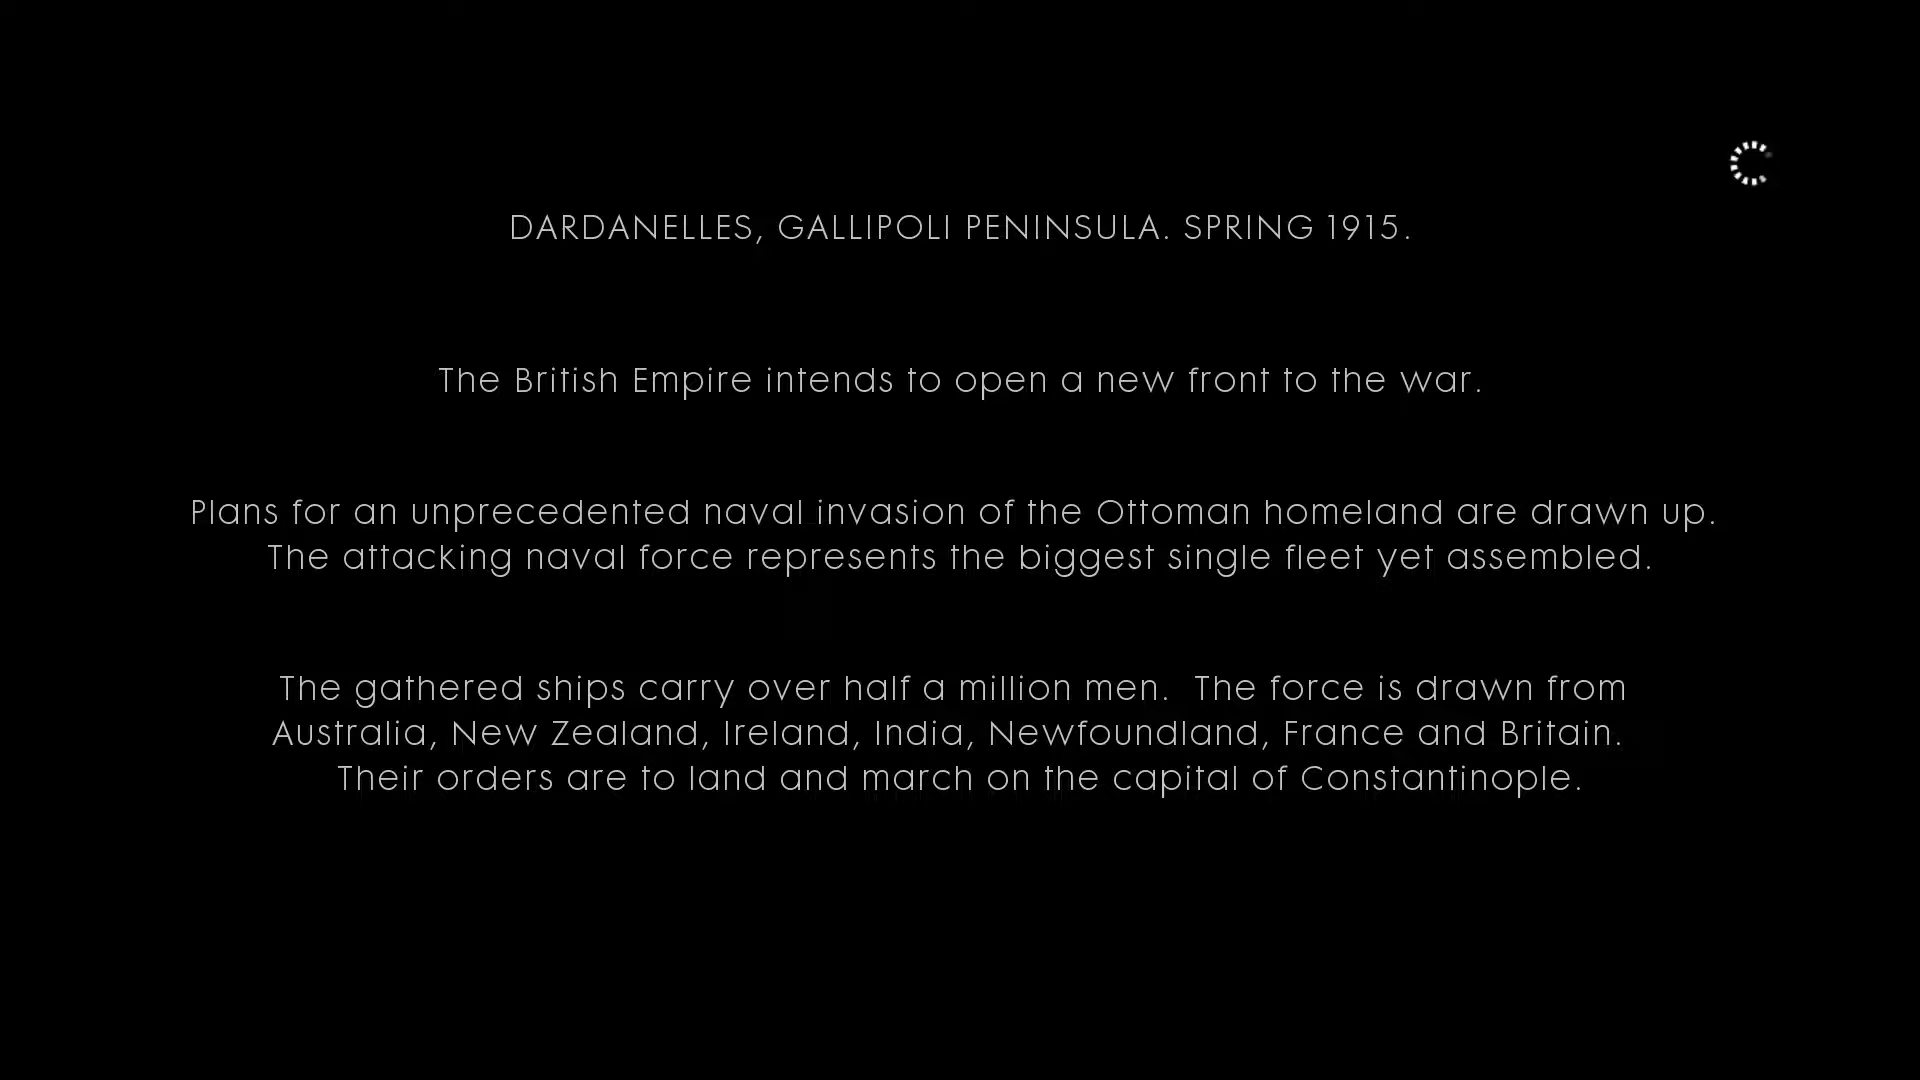 DARDANELLES, GALLIPOLI PENINSULA. SPRING 1915.
The British Empire intends to open a new front to the war.
Plans for an unprecedented naval invasion of the Ottoman homeland are drawn up.
The attacking naval force represents the biggest single fleet yet assembled.
The gathered ships carry over half a million men.  The force is drawn from
Australia, New Zealand, Ireland, India, Newfoundland, France and Britain.
Their orders are to land and march on the capital of Constantinople.